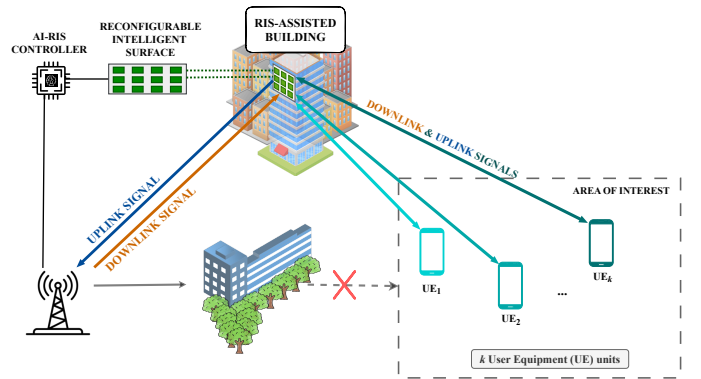 RECONFIGURABLE
INTELLIGENT
SURFACE
RIS-ASSISTED
BUILDING
AI-RIS
CONTROLLER
DOWNLINK & UPLINK SIGNALS
UPLINK SIGNAL
DOWNLINK SIGNAL
AREA OF INTEREST
UE1
UE2
...
UEk
k User Equipment (UE) units